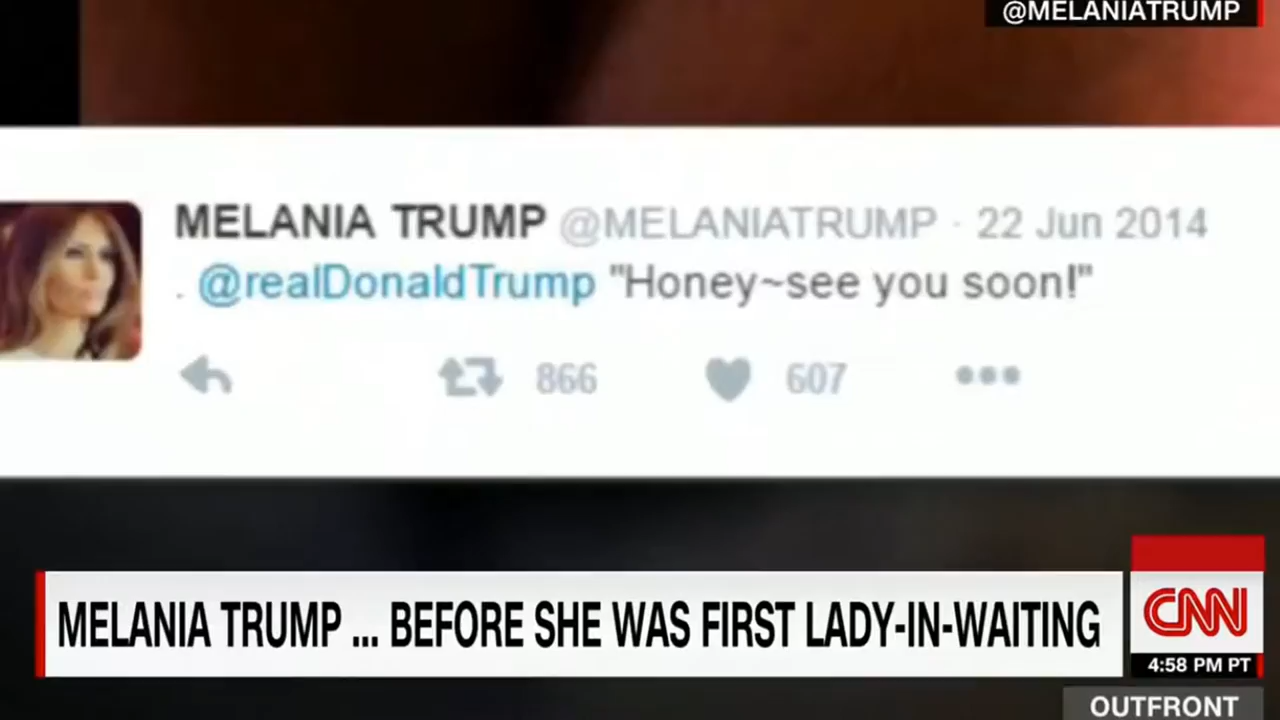 @MELANIATRUMP
MELANIA TRUMP @MELANIATRUMP · 22 Jun 2014
. @realDonaldTrump "Honey~see you soon!"
866 607
MELANIA TRUMP ... BEFORE SHE WAS FIRST LADY-IN-WAITING
CNN
4:58 PM PT
OUTFRONT